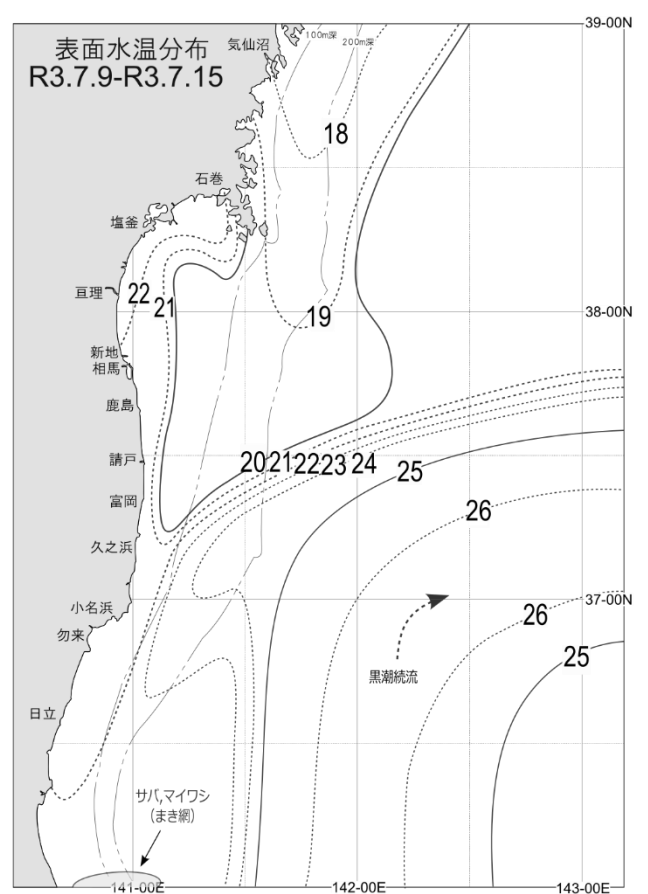 表面水温分布
R3.7.9-R3.7.15
気仙沼
100m深
200m深
39-00N
18
石巻
塩釜
亘理
22
21
19
38-00N
新地
相馬
鹿島
請戸
20 21 22 23 24 25
富岡
26
久之浜
小名浜
37-00N
26
勿来
25
黒潮続流
日立
サバ,マイワシ
(まき網)
141-00E
142-00E
143-00E